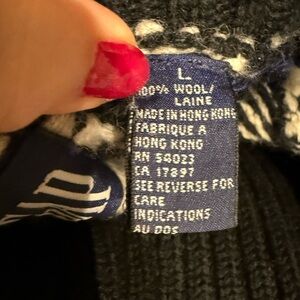 L
100% WOOL/
LAINE
MADE IN HONG KONG
FABRIQUE A
HONG KONG
RN 54023
CA 17897
SEE REVERSE FOR
CARE
INDICATIONS
AU DOS